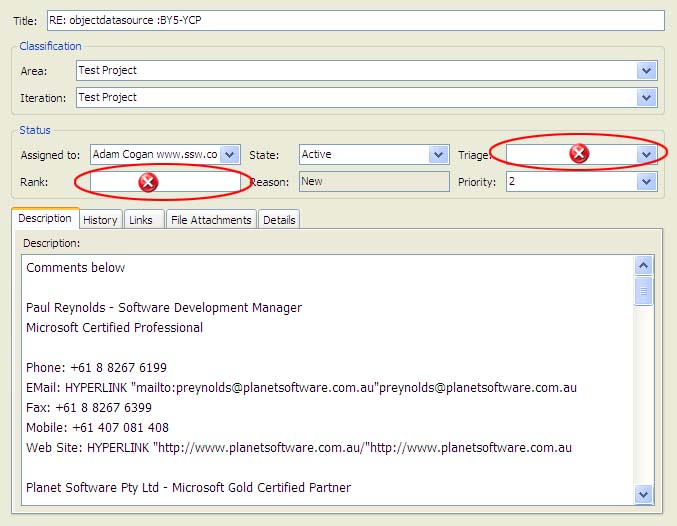 Title: RE: objectdatasource :BY5-YCP
Classification
Area: Test Project
Iteration: Test Project
Status
Assigned to: Adam Cogan www.ssw.co State: Active Triage:
Rank: Reason: New Priority: 2
Description History Links File Attachments Details
Description:
Comments below
Paul Reynolds - Software Development Manager
Microsoft Certified Professional
Phone: +61 8 8267 6199
EMail: HYPERLINK "mailto:preynolds@planetsoftware.com.au"preynolds@planetsoftware.com.au
Fax: +61 8 8267 6399
Mobile: +61 407 081 408
Web Site: HYPERLINK "http://www.planetsoftware.com.au/"http://www.planetsoftware.com.au
Planet Software Pty Ltd - Microsoft Gold Certified Partner